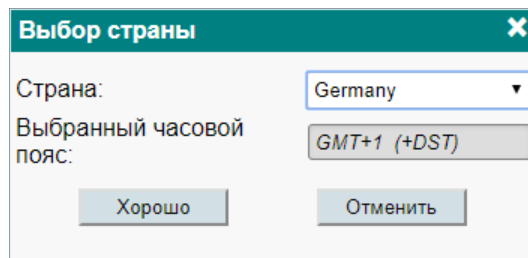 Выбор страны
Страна:
Germany
Выбранный часовой
пояс:
GMT+1 (+DST)
Хорошо
Отменить